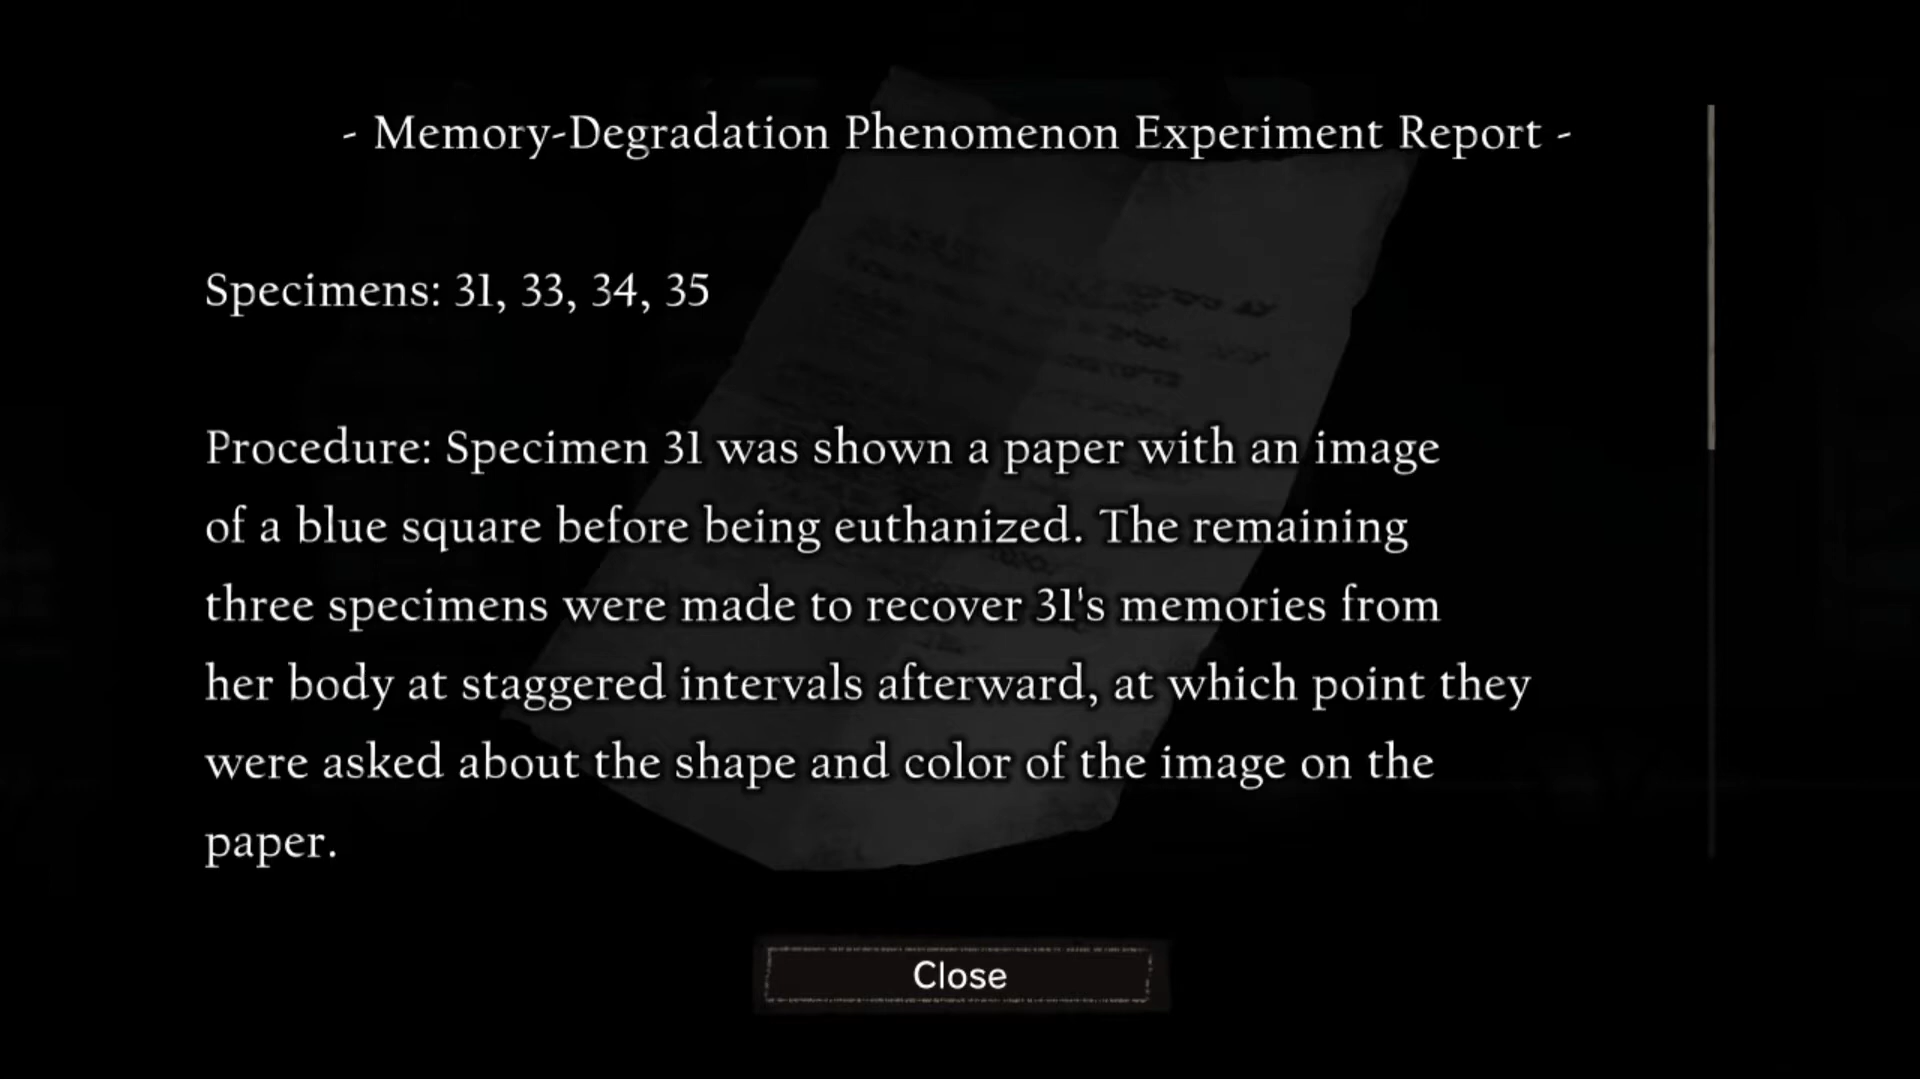 - Memory-Degradation Phenomenon Experiment Report -
Specimens: 31, 33, 34, 35
Procedure: Specimen 31 was shown a paper with an image
of a blue square before being euthanized. The remaining
three specimens were made to recover 31's memories from
her body at staggered intervals afterward, at which point they
were asked about the shape and color of the image on the
paper.
Close